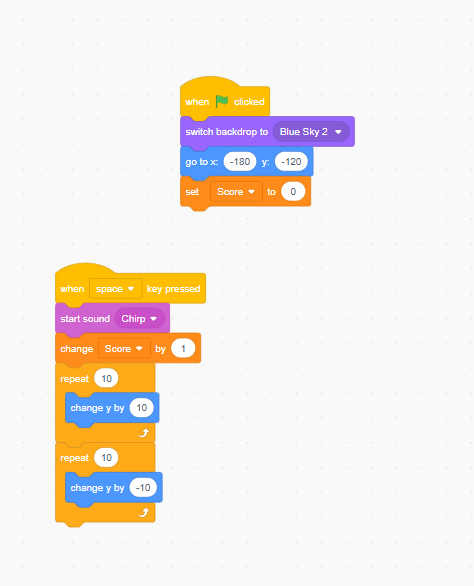 when clicked
switch backdrop to Blue Sky 2
go to x: -180 y: -120
set Score to 0
when space key pressed
start sound Chirp
change Score by 1
repeat 10
change y by 10
repeat 10
change y by -10